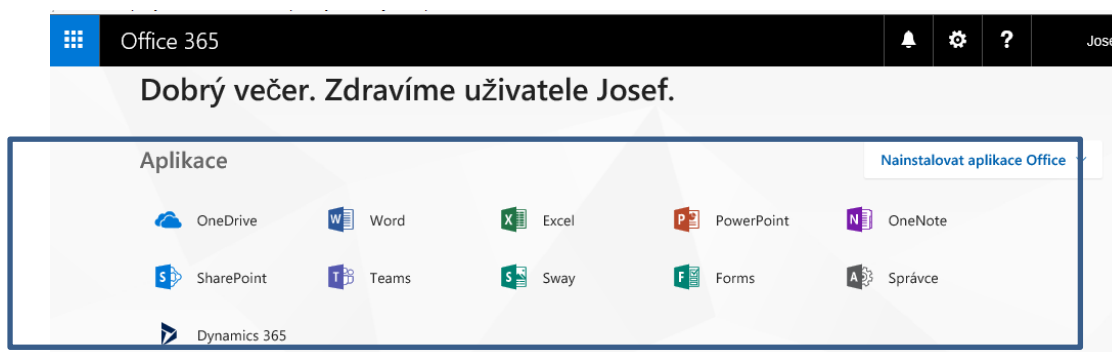 Office 365
?
Dobrý večer. Zdravíme uživatele Josef.
Aplikace
Nainstalovat aplikace Office
OneDrive Word Excel PowerPoint OneNote
SharePoint Teams Sway Forms Správce
Dynamics 365